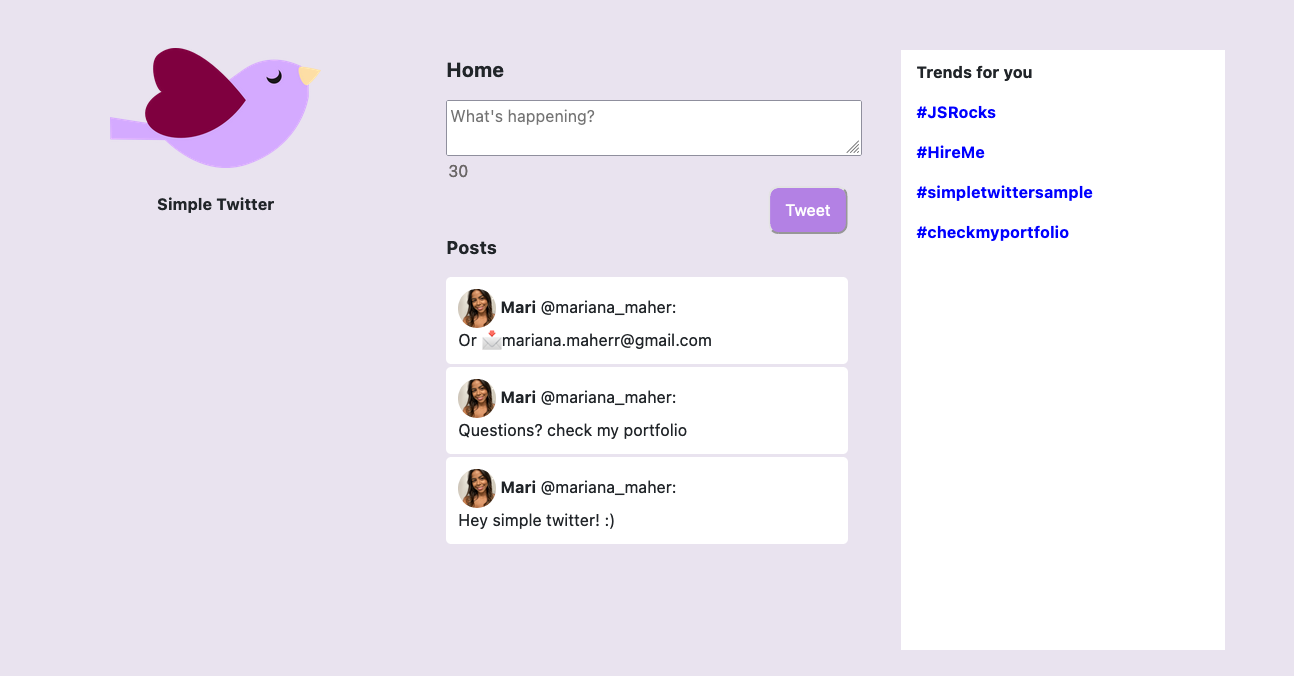 Simple Twitter
Home
What's happening?
30
Tweet
Posts
Mari @mariana_maher:
Or 📩mariana.maherr@gmail.com
Mari @mariana_maher:
Questions? check my portfolio
Mari @mariana_maher:
Hey simple twitter! :)
Trends for you
#JSRocks
#HireMe
#simpletwittersample
#checkmyportfolio